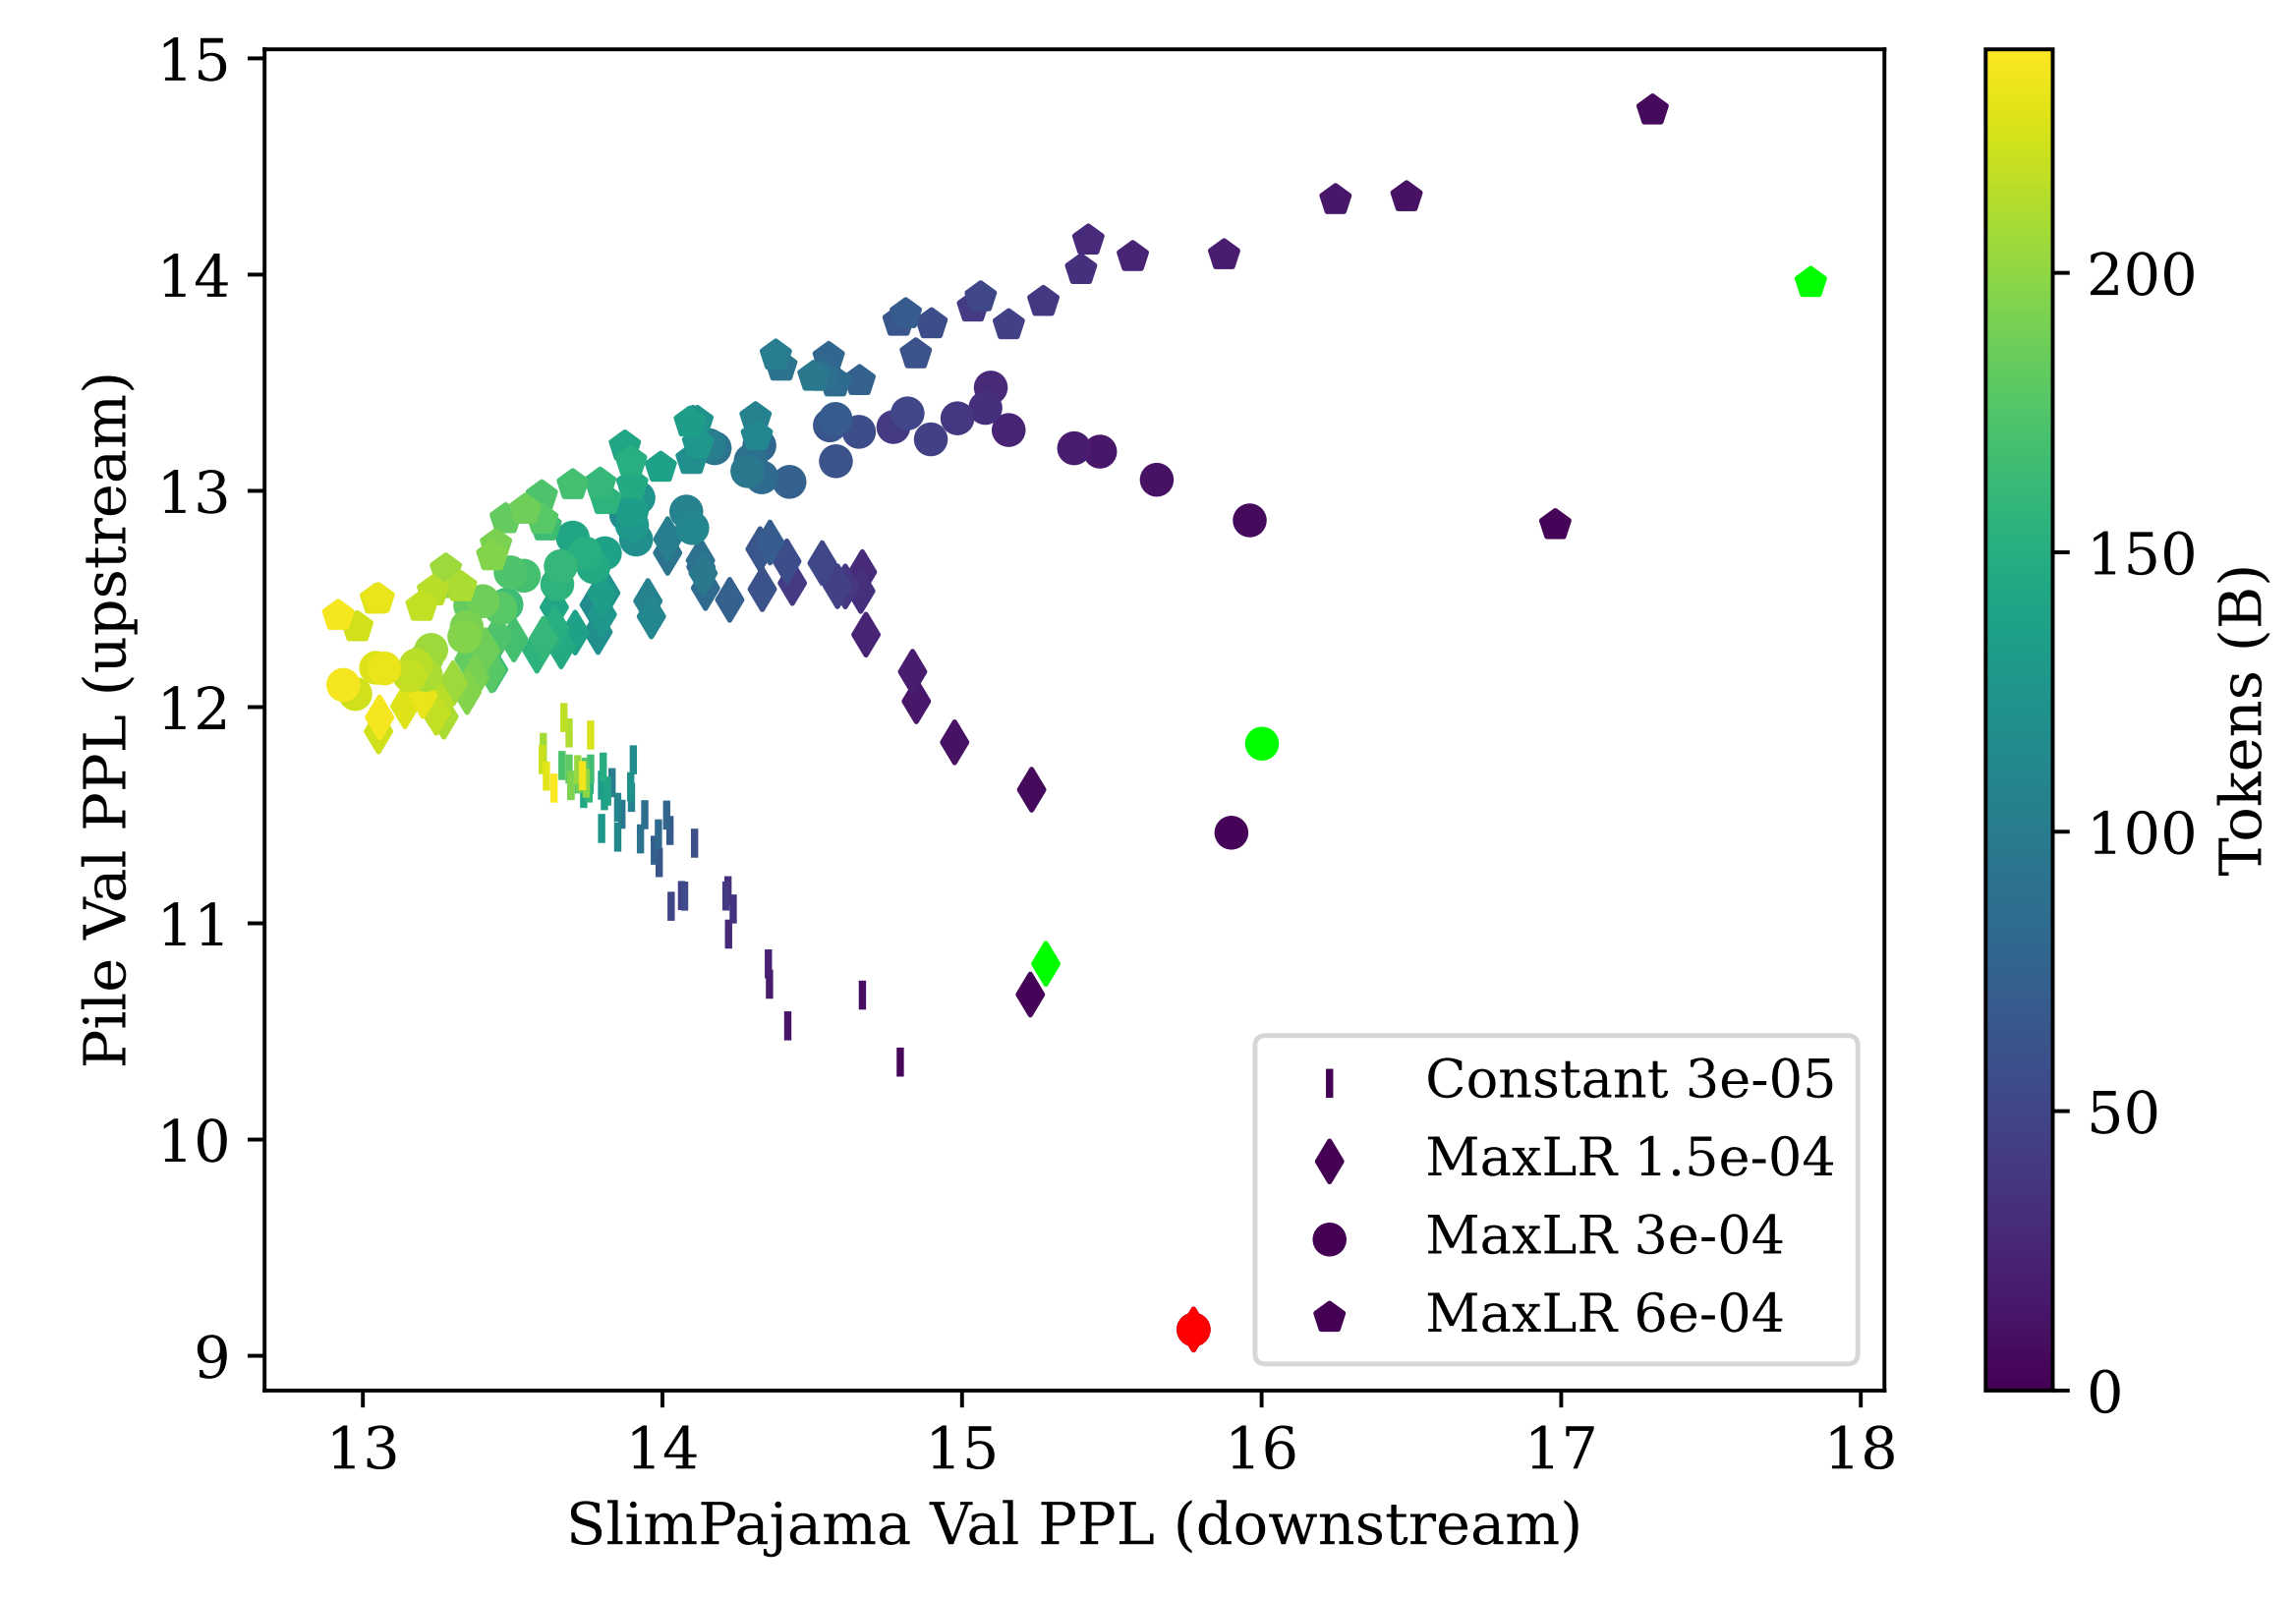 15
14
13
12
11
10
9
Pile Val PPL (upstream)
13 14 15 16 17 18
SlimPajama Val PPL (downstream)
Constant 3e-05
MaxLR 1.5e-04
MaxLR 3e-04
MaxLR 6e-04
200
150
100
50
0
Tokens (B)